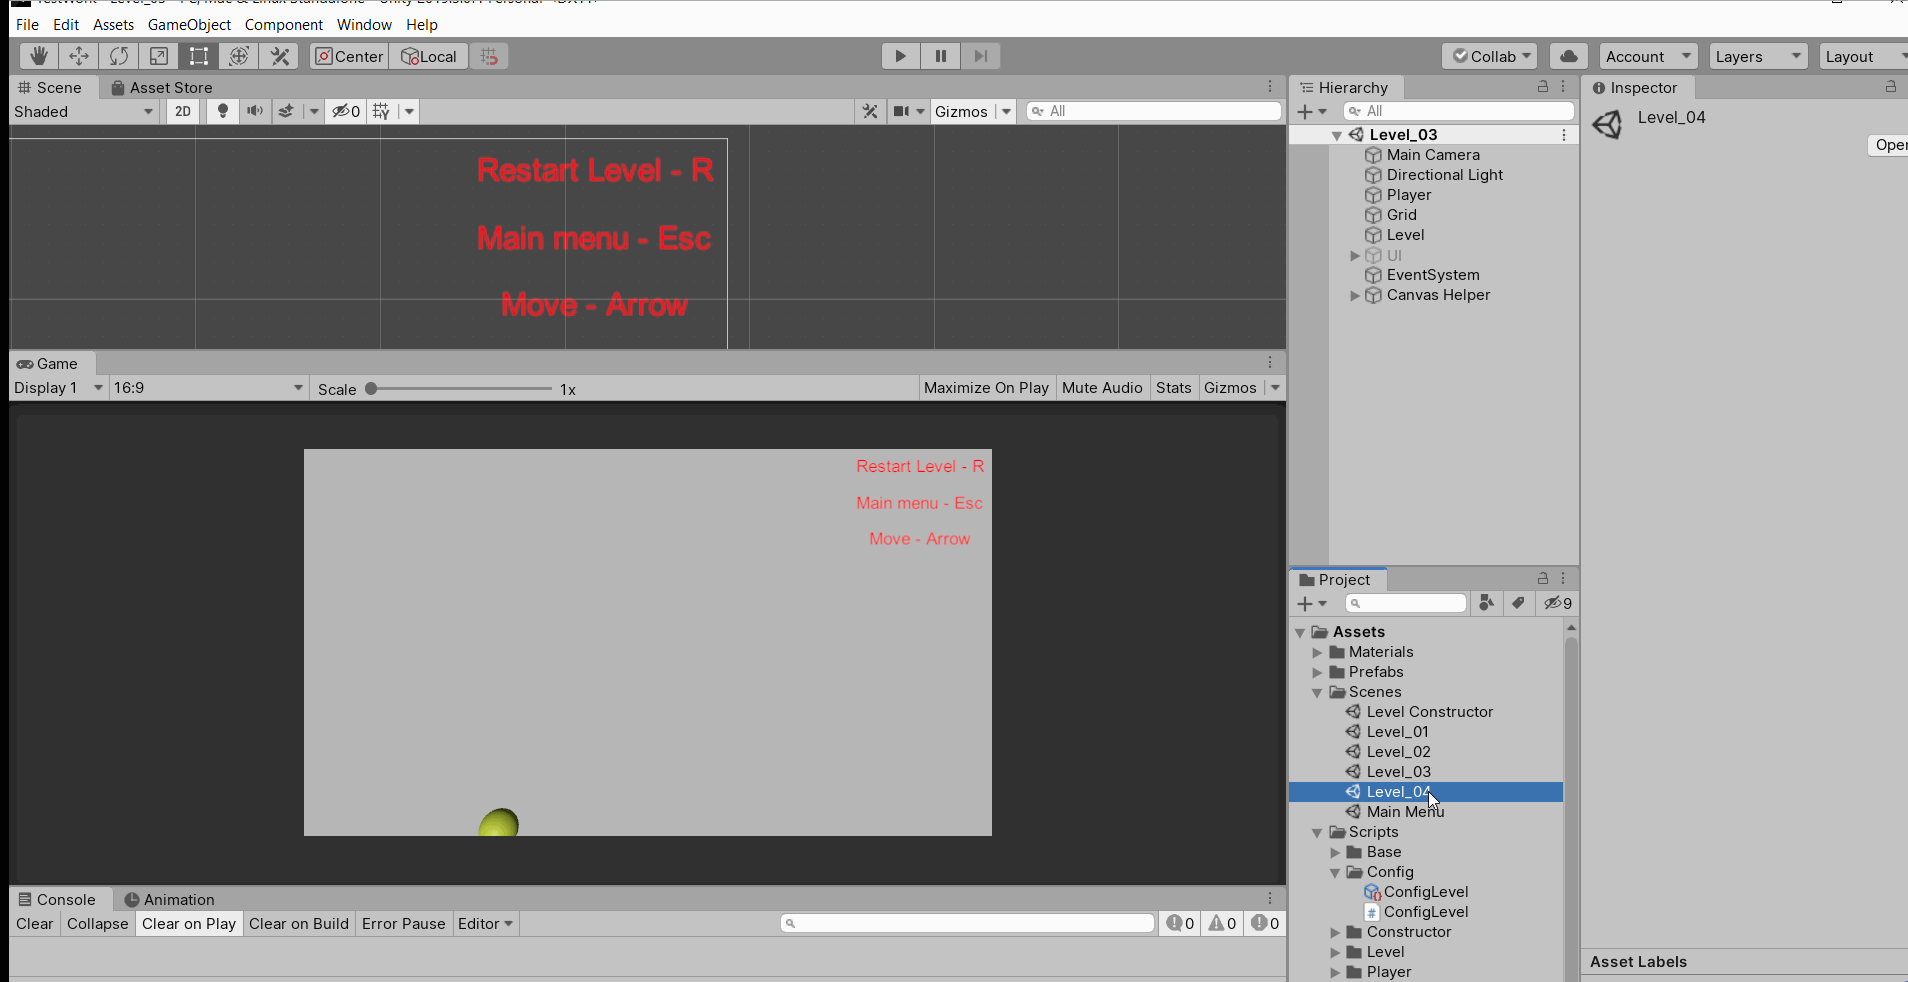 File Edit Assets GameObject Component Window Help
Center Local Collab Account Layers Layout
Scene Asset Store
Shaded 2D 0 Gizmos All
Restart Level - R
Main menu - Esc
Move - Arrow
Game
Display 1 16:9 Scale 1x Maximize On Play Mute Audio Stats Gizmos
Restart Level - R
Main menu - Esc
Move - Arrow
Console Animation
Clear Collapse Clear on Play Clear on Build Error Pause Editor 0 0 0
Hierarchy
All
Level_03
Main Camera
Directional Light
Player
Grid
Level
UI
EventSystem
Canvas Helper
Project
9
Assets
Materials
Prefabs
Scenes
Level Constructor
Level_01
Level_02
Level_03
Level_04
Main Menu
Scripts
Base
Config
ConfigLevel
# ConfigLevel
Constructor
Level
Player
Inspector
Level_04
Oper
Asset Labels